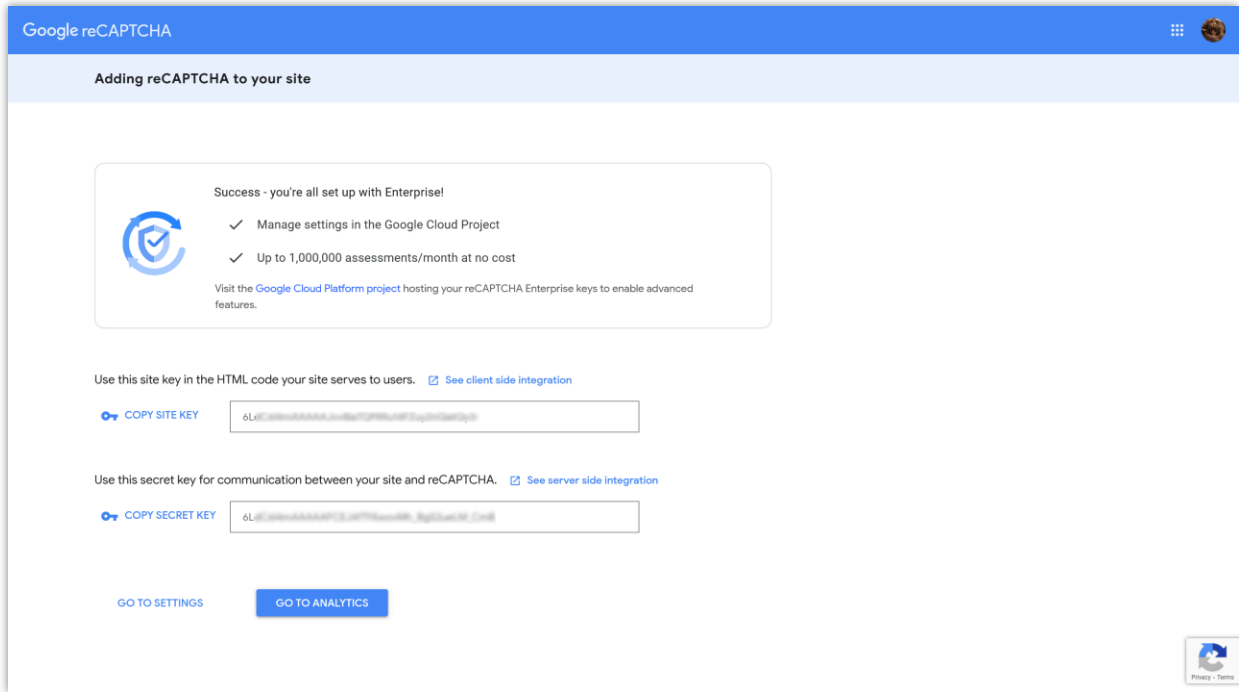 Google reCAPTCHA
Adding reCAPTCHA to your site
Success - you're all set up with Enterprise!
Manage settings in the Google Cloud Project
Up to 1,000,000 assessments/month at no cost
Visit the Google Cloud Platform project hosting your reCAPTCHA Enterprise keys to enable advanced
features.
Use this site key in the HTML code your site serves to users. See client side integration
COPY SITE KEY
Use this secret key for communication between your site and reCAPTCHA. See server side integration
COPY SECRET KEY
GO TO SETTINGS GO TO ANALYTICS
Privacy - Terms